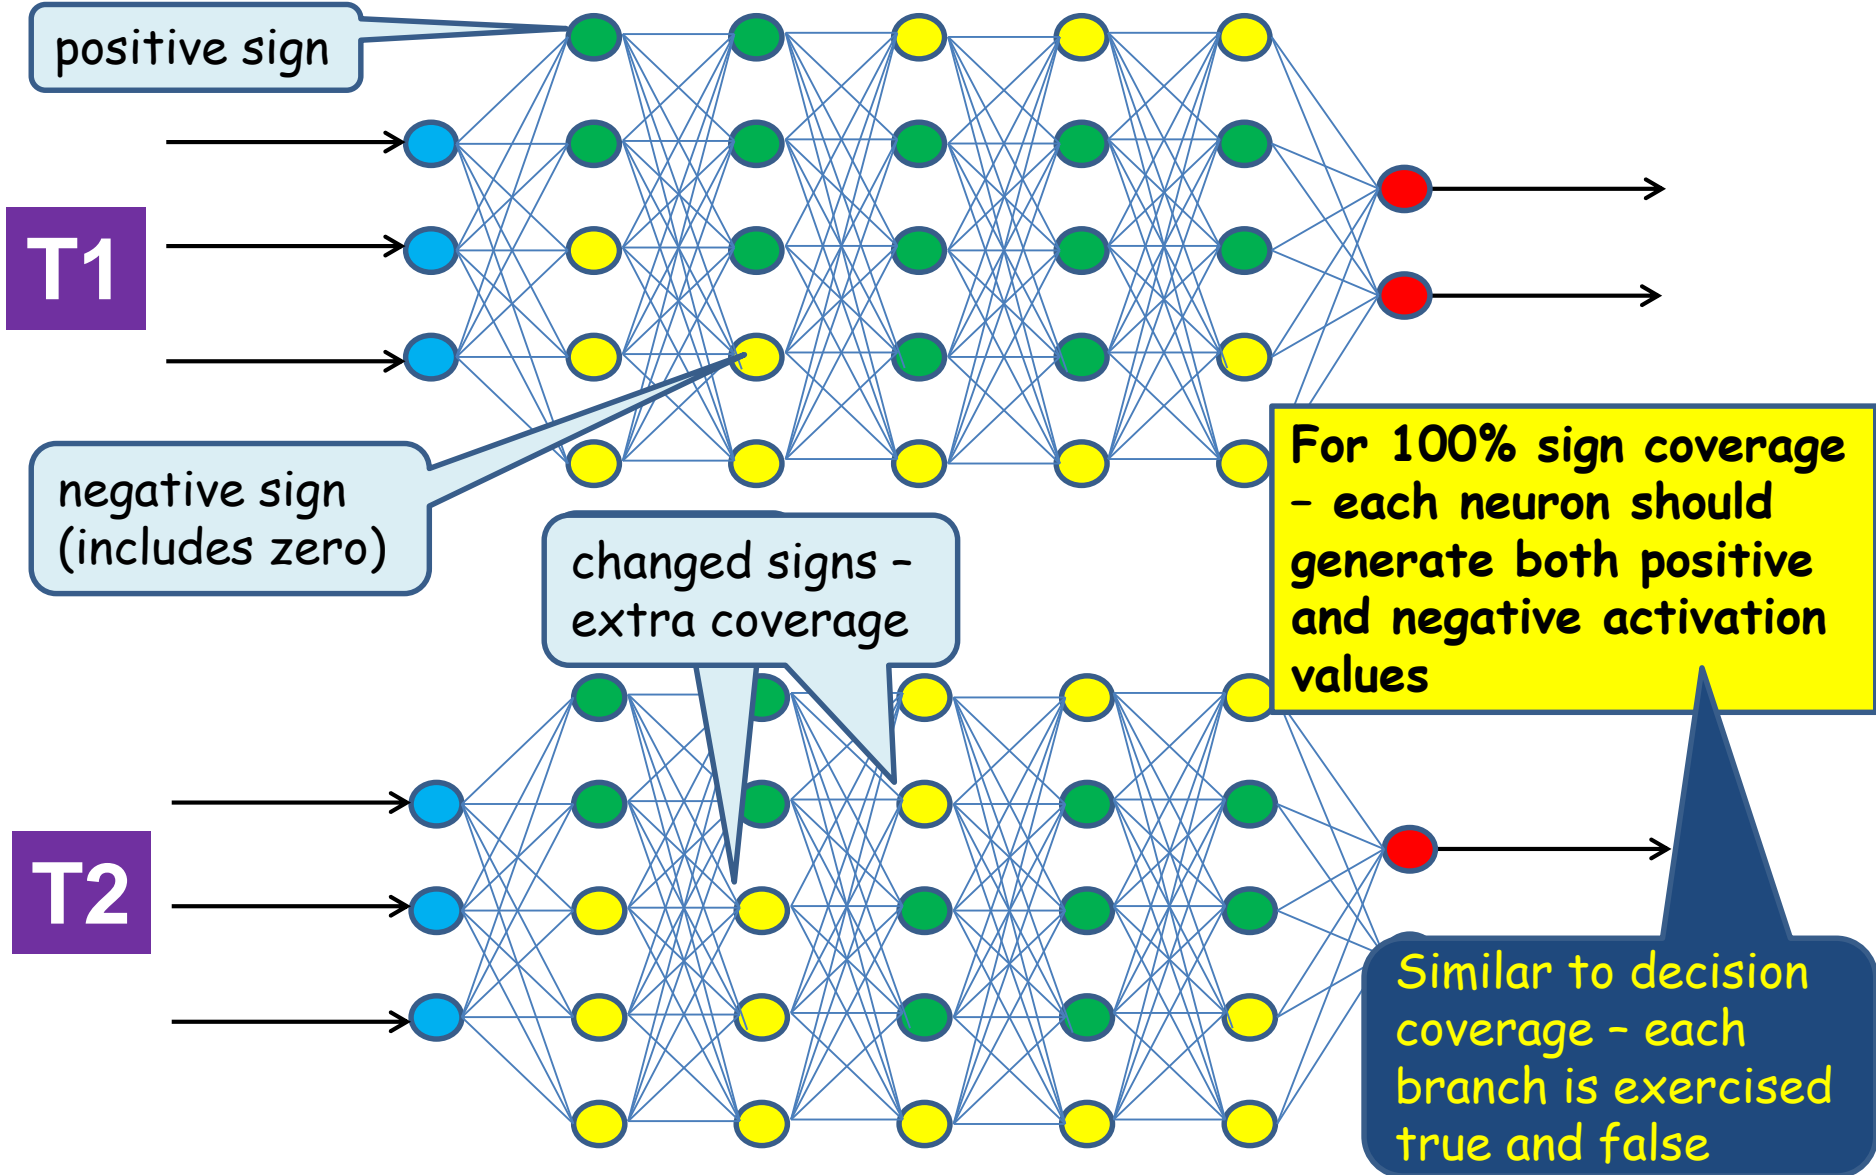 positive sign
T1
negative sign
(includes zero)
For 100% sign coverage
– each neuron should
generate both positive
and negative activation
values
changed signs –
extra coverage
T2
Similar to decision
coverage – each
branch is exercised
true and false